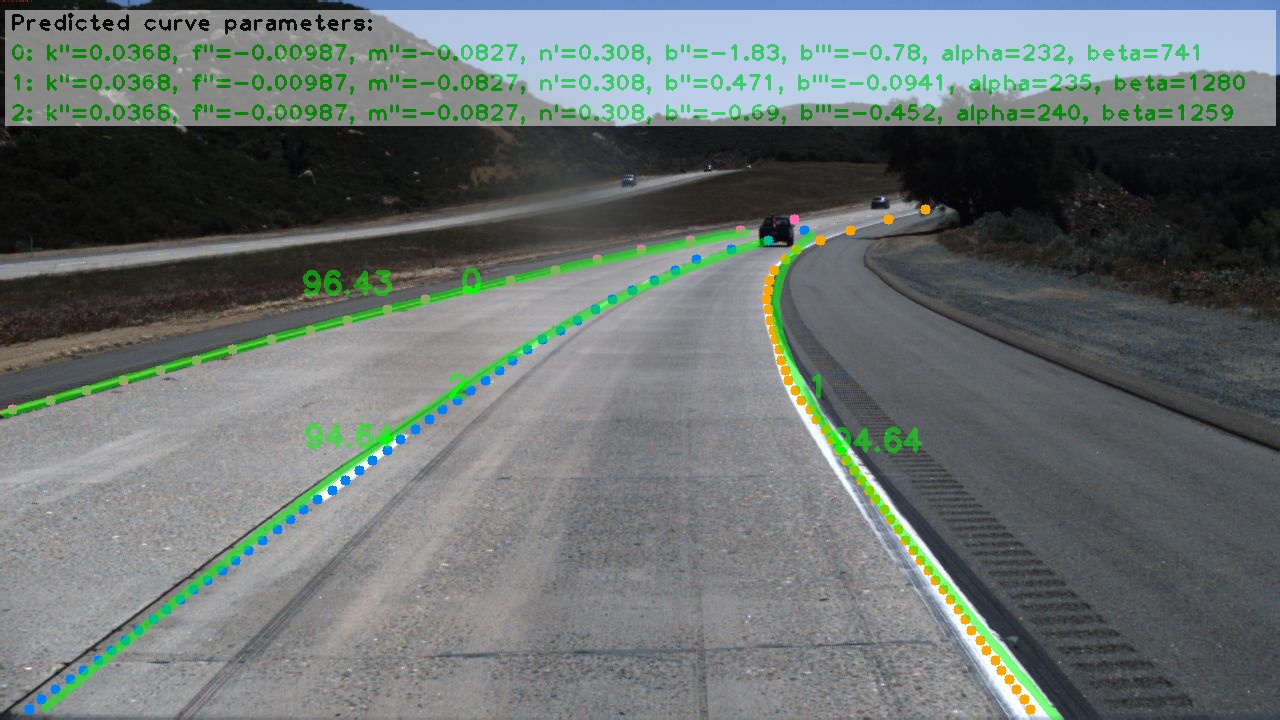 Predicted curve parameters:
0: k''=0.0368, f''=-0.00987, m''=-0.0827, n'=0.308, b''=-1.83, b'''=-0.78, alpha=232, beta=741
1: k''=0.0368, f''=-0.00987, m''=-0.0827, n'=0.308, b''=0.471, b'''=-0.0941, alpha=235, beta=1280
2: k''=0.0368, f''=-0.00987, m''=-0.0827, n'=0.308, b''=-0.69, b'''=-0.452, alpha=240, beta=1259
96.43 0
2 1
94.64 94.64